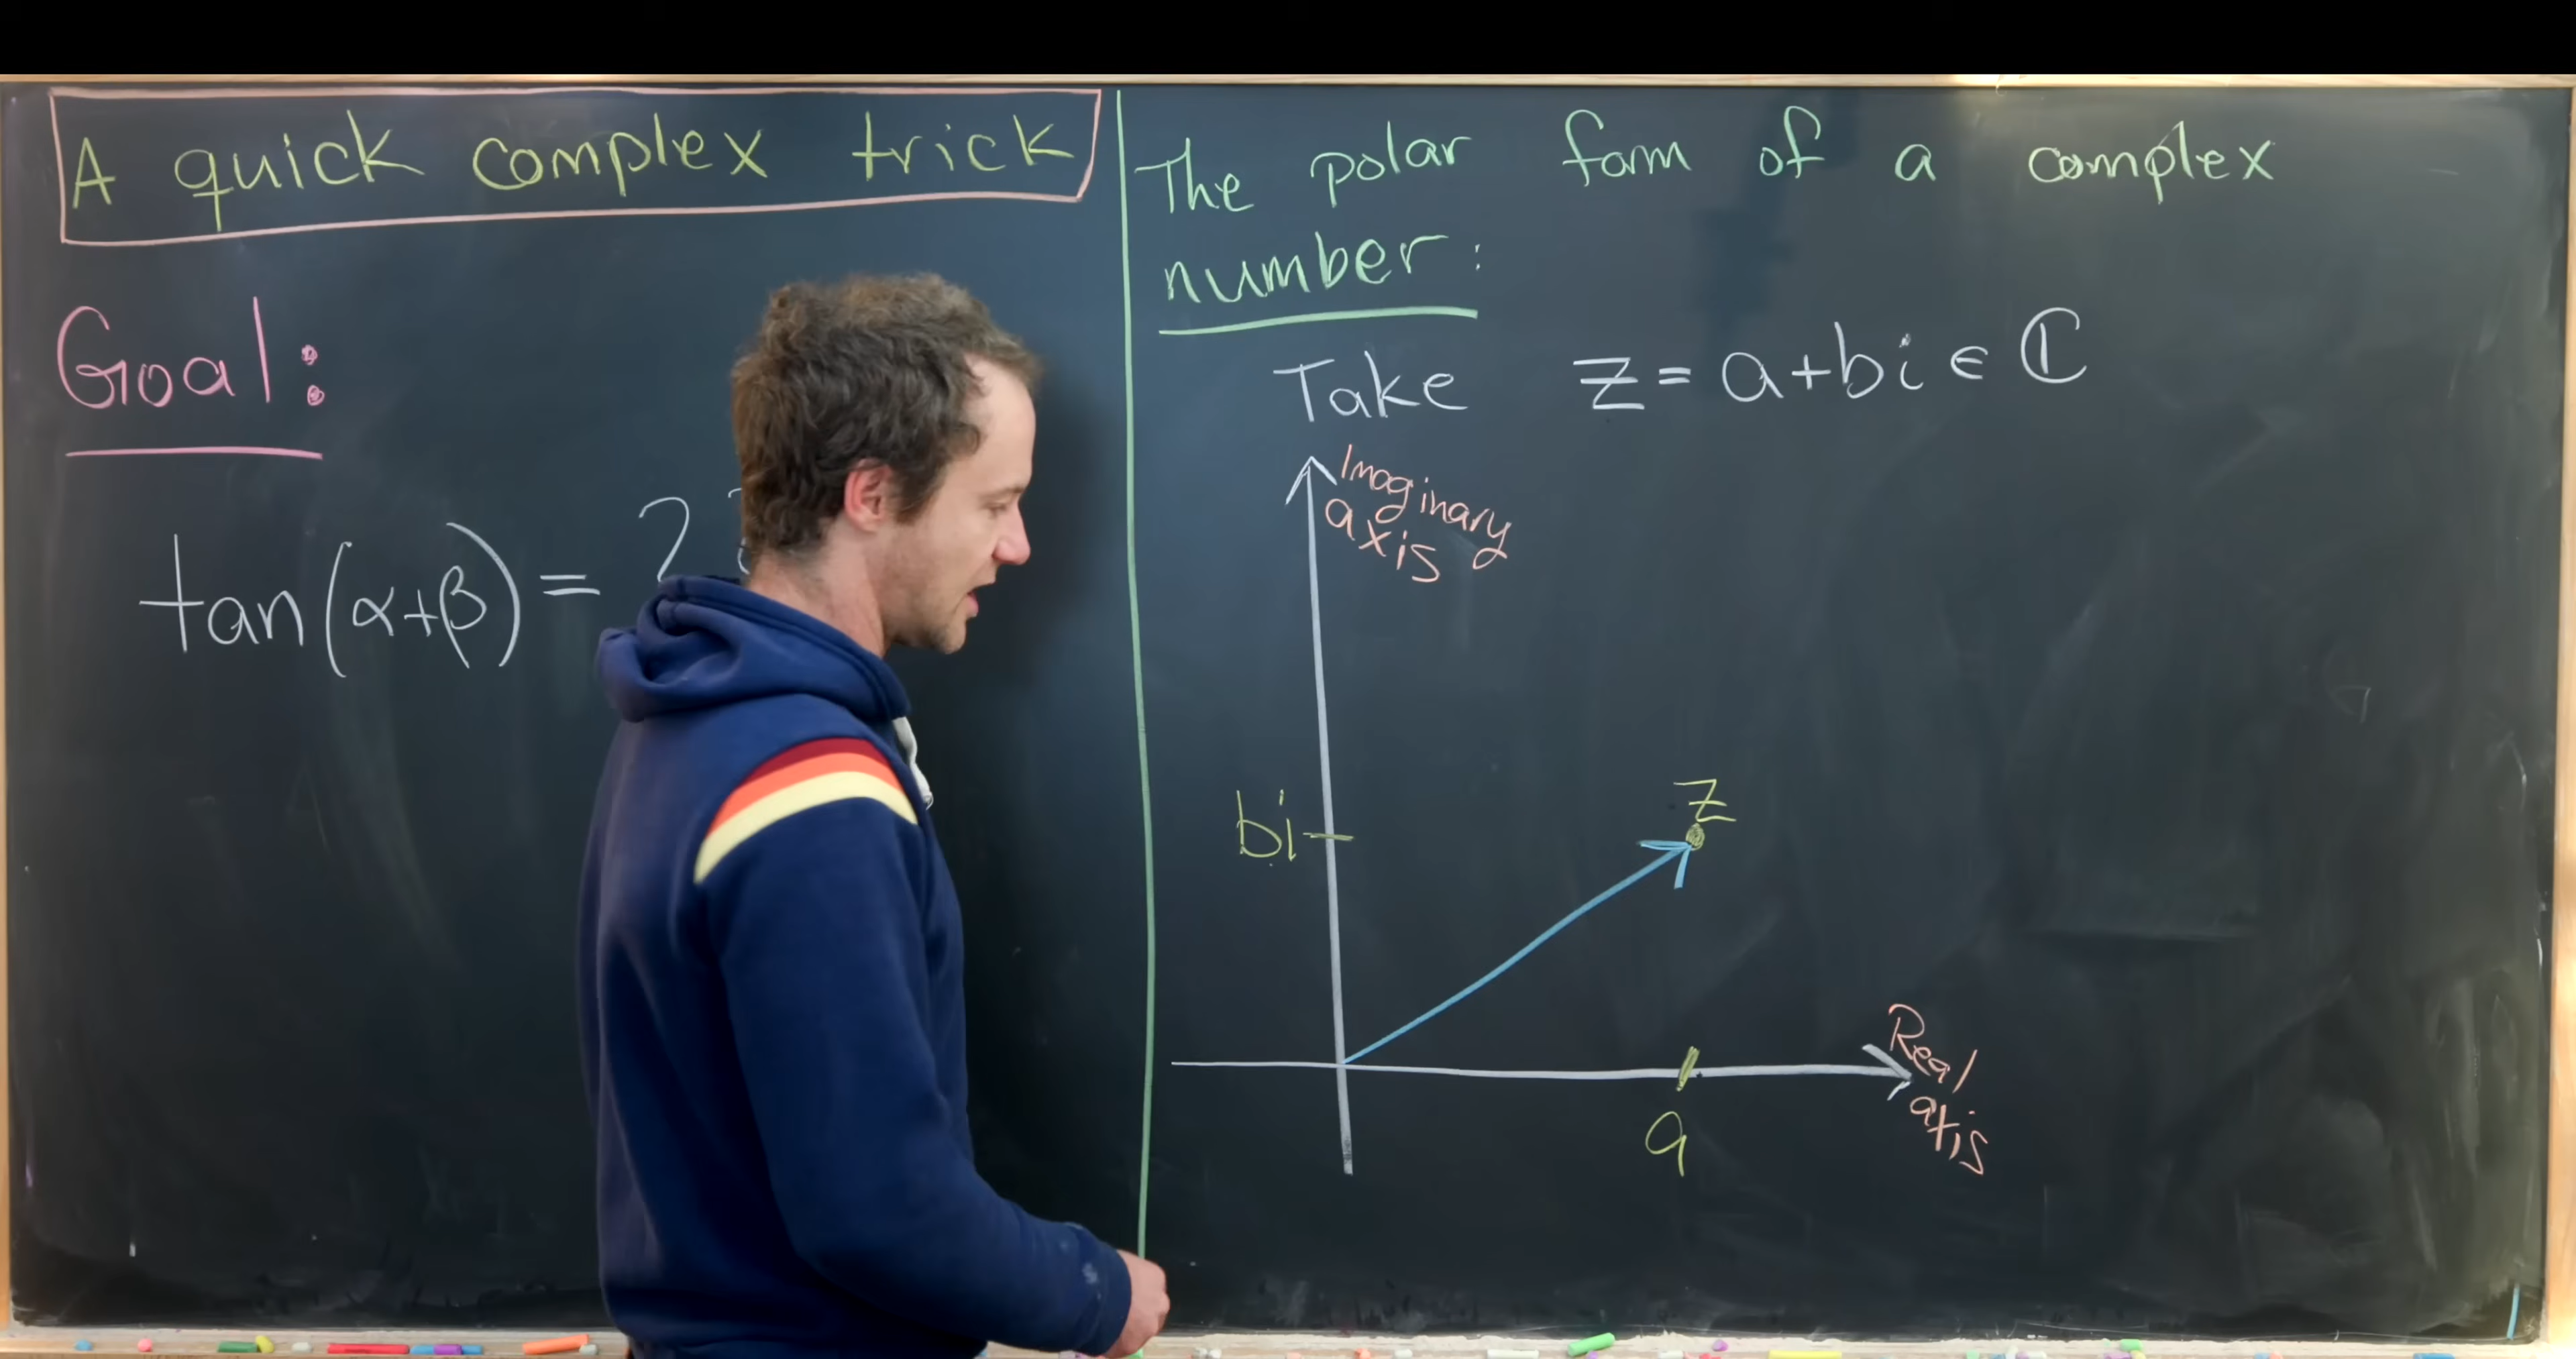 A quick complex trick
Goal:
tan(α+β) = ?
The polar form of a complex
number:
Take z = a+bi ∈ ℂ
Imaginary
axis
z
bi
Real
axis
a